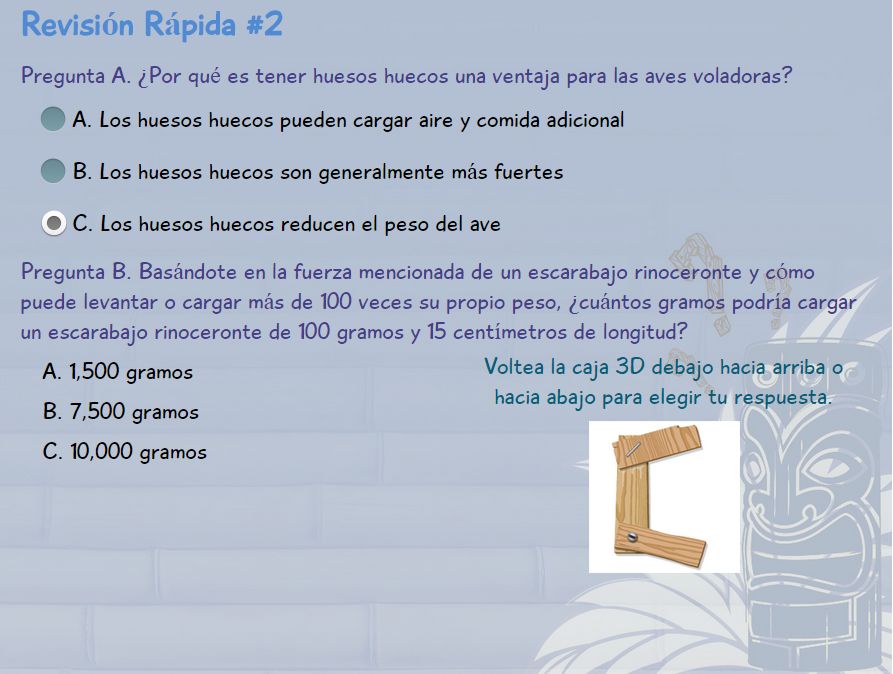 Revisión Rápida #2
Pregunta A. ¿Por qué es tener huesos huecos una ventaja para las aves voladoras?
A. Los huesos huecos pueden cargar aire y comida adicional
B. Los huesos huecos son generalmente más fuertes
C. Los huesos huecos reducen el peso del ave
Pregunta B. Basándote en la fuerza mencionada de un escarabajo rinoceronte y cómo
puede levantar o cargar más de 100 veces su propio peso, ¿cuántos gramos podría cargar
un escarabajo rinoceronte de 100 gramos y 15 centímetros de longitud?
A. 1,500 gramos
B. 7,500 gramos
C. 10,000 gramos
Voltea la caja 3D debajo hacia arriba o
hacia abajo para elegir tu respuesta.
C